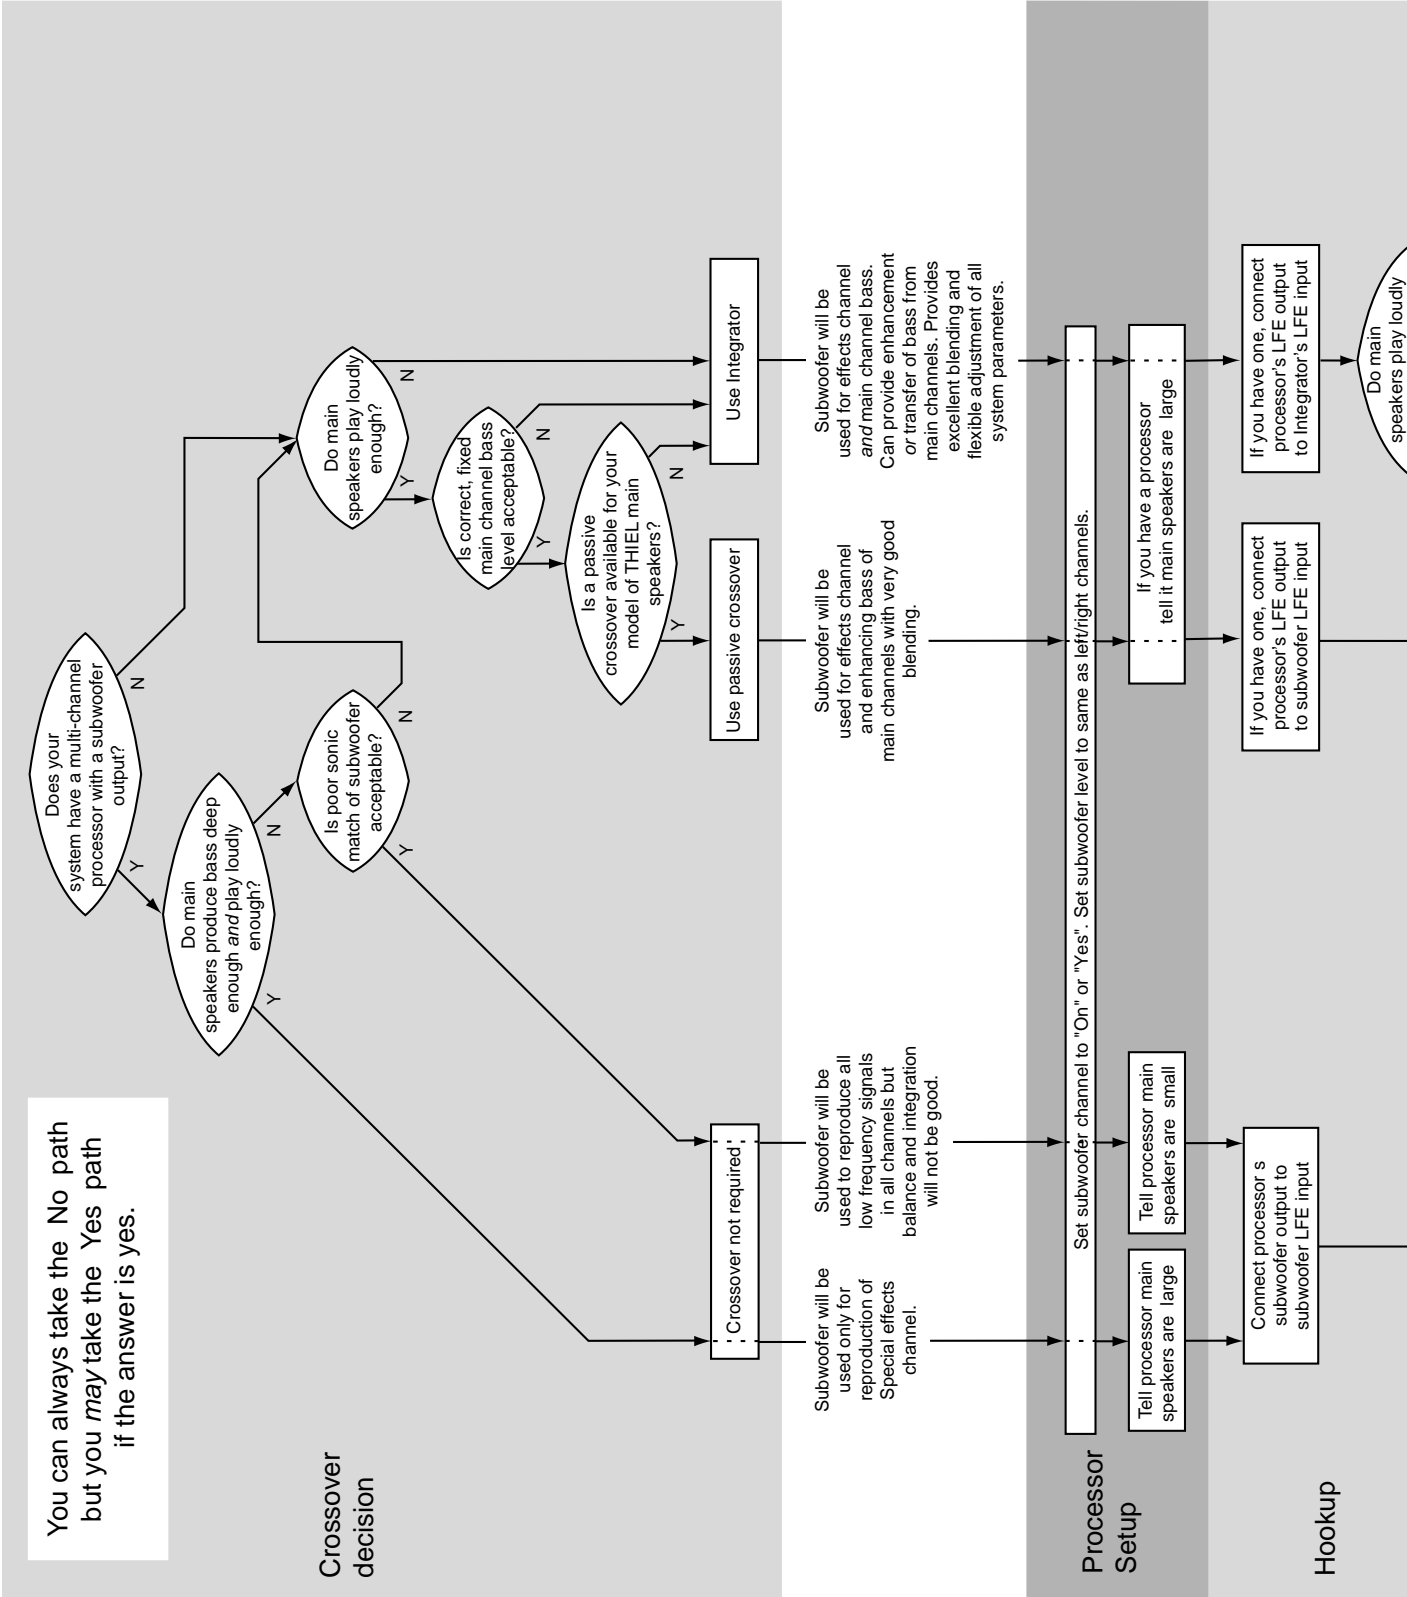 You can always take the No path
but you may take the Yes path
if the answer is yes.
Crossover
decision
Does your
system have a multi-channel
processor with a subwoofer
output?
Y
N
Do main
speakers produce bass deep
enough and play loudly
enough?
Y
N
Is poor sonic
match of subwoofer
acceptable?
Y
N
Do main
speakers play loudly
enough?
Y
N
Is correct, fixed
main channel bass
level acceptable?
Y
N
Is a passive
crossover available for your
model of THIEL main
speakers?
Y
N
Crossover not required
Use passive crossover
Use Integrator
Subwoofer will be
used only for
reproduction of
Special effects
channel.
Subwoofer will be
used to reproduce all
low frequency signals
in all channels but
balance and integration
will not be good.
Subwoofer will be
used for effects channel
and enhancing bass of
main channels with very good
blending.
Subwoofer will be
used for effects channel
and main channel bass.
Can provide enhancement
or transfer of bass from
main channels. Provides
excellent blending and
flexible adjustment of all
system parameters.
Processor
Setup
Set subwoofer channel to "On" or "Yes". Set subwoofer level to same as left/right channels.
Tell processor main
speakers are large
Tell processor main
speakers are small
If you have a processor
tell it main speakers are large
Hookup
Connect processor s
subwoofer output to
subwoofer LFE input
If you have one, connect
processor's LFE output
to subwoofer LFE input
If you have one, connect
processor's LFE output
to Integrator's LFE input
Do main
speakers play loudly